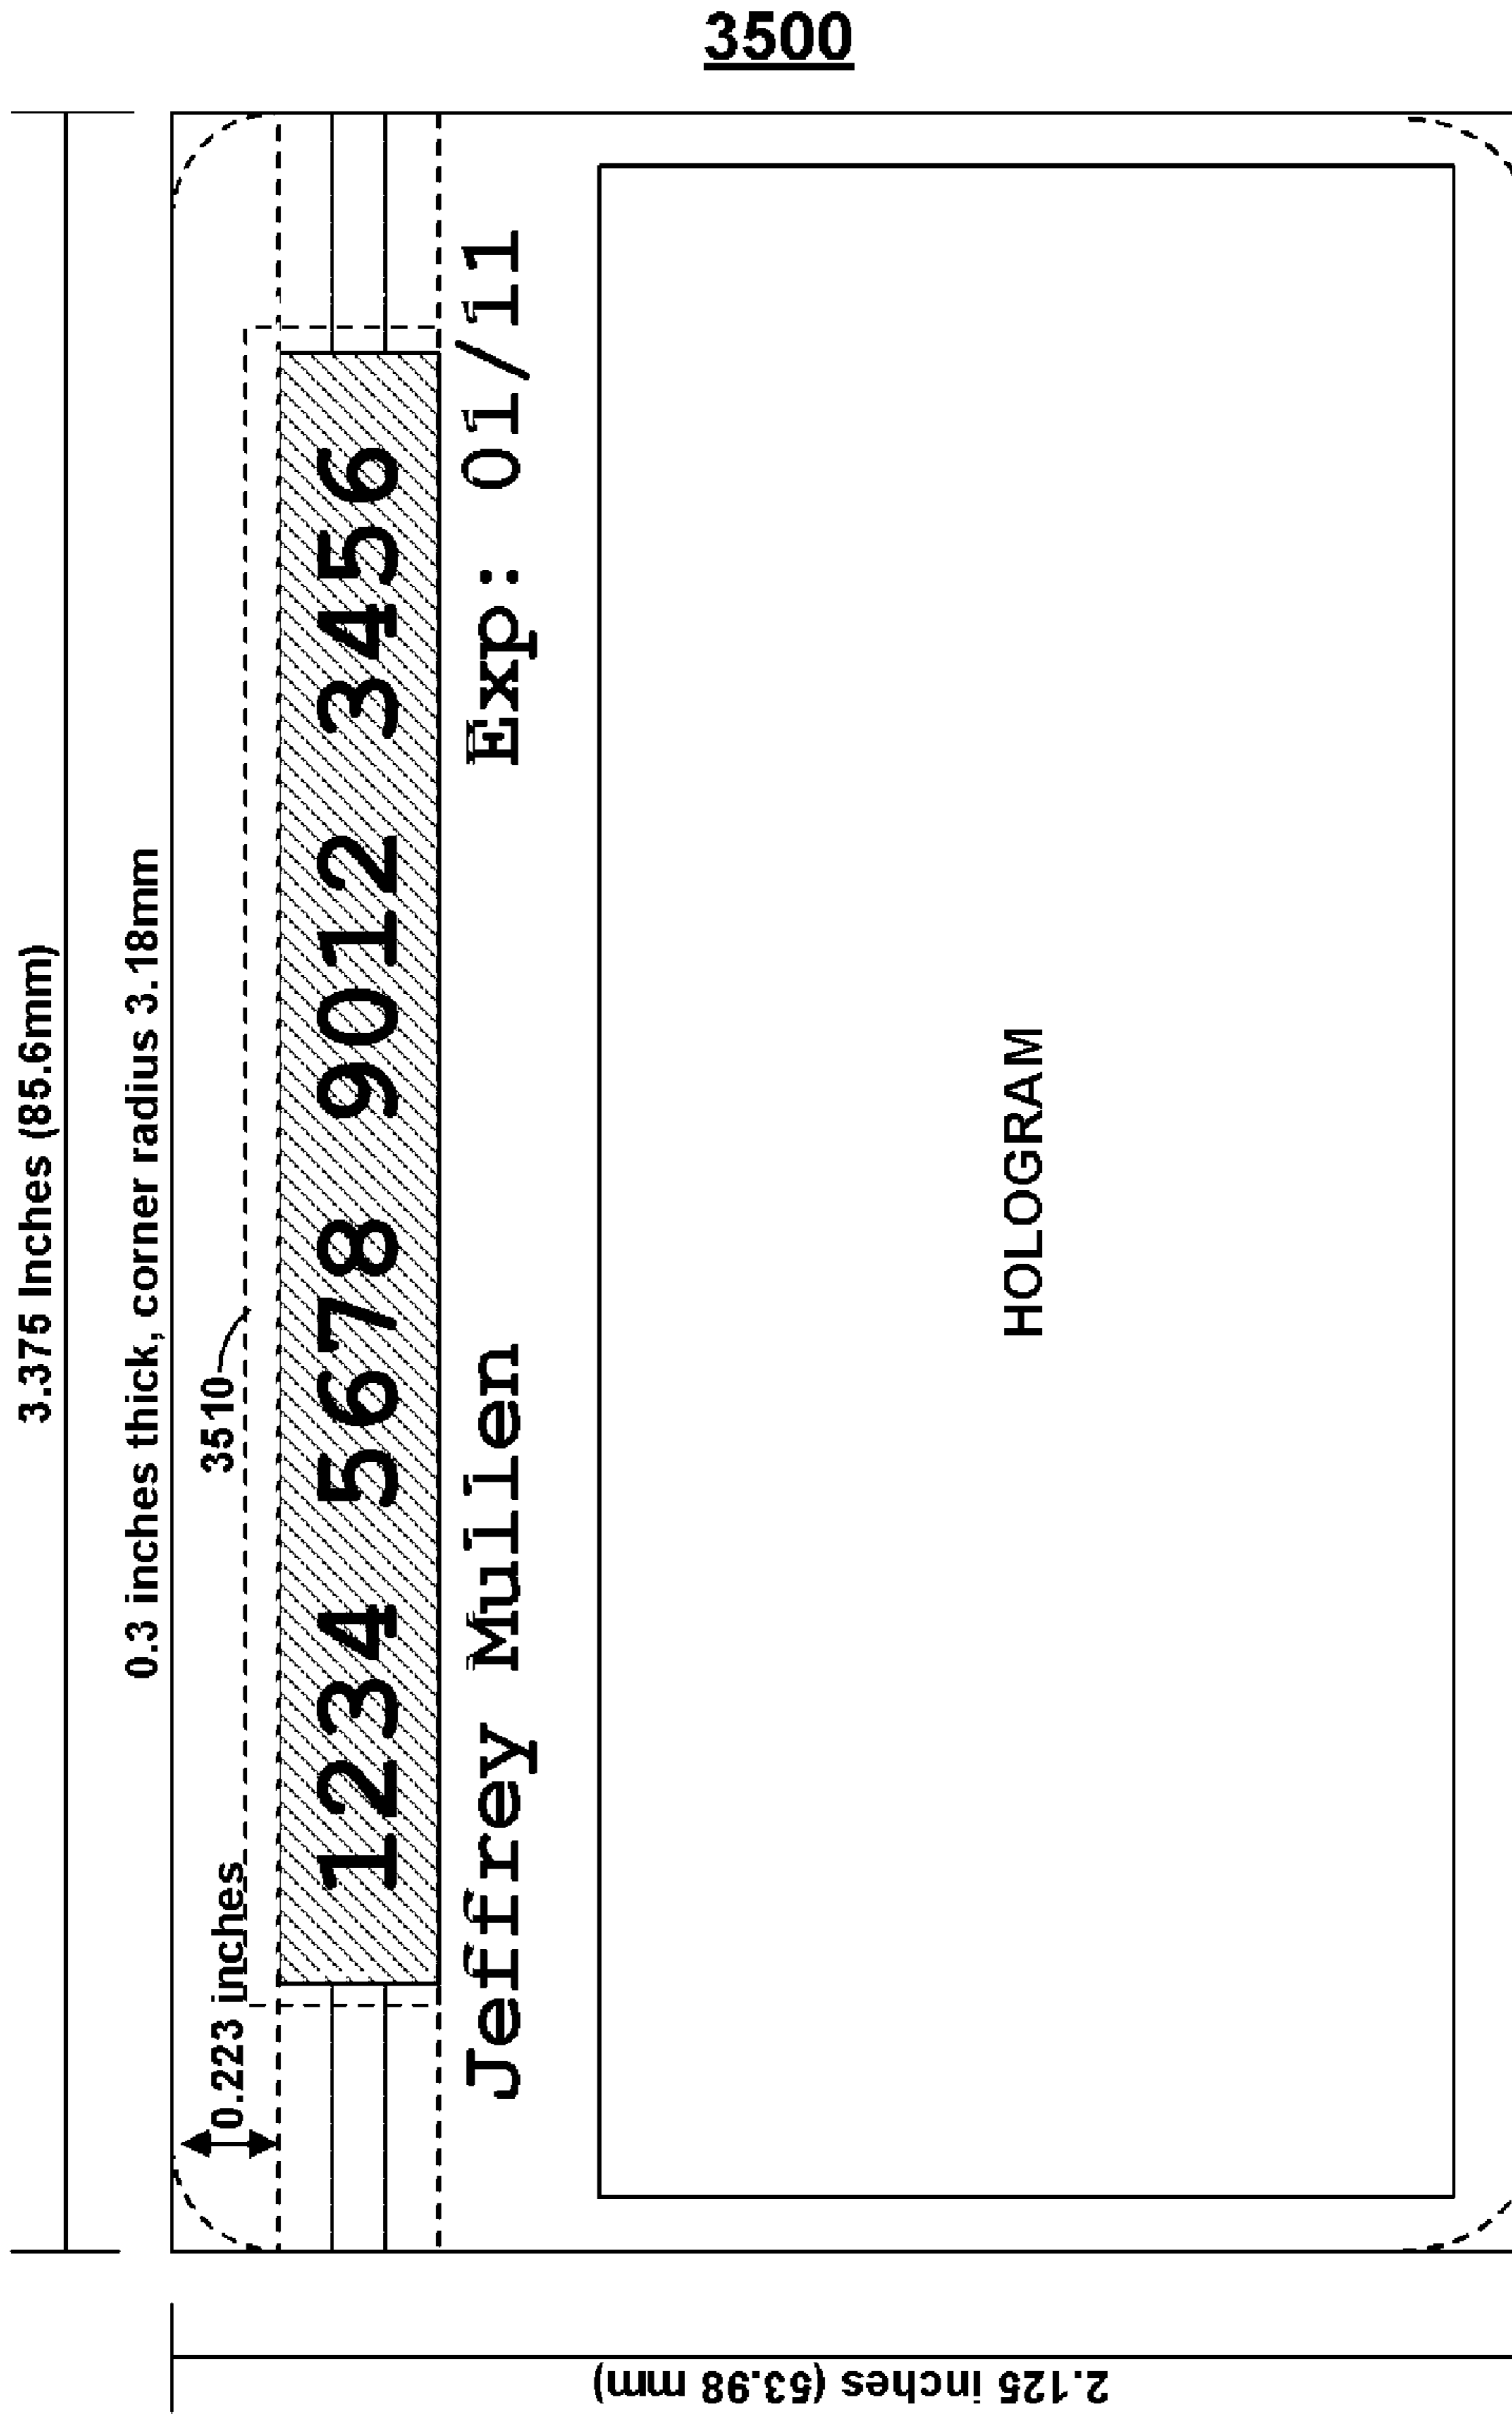 3500
3.375 Inches (85.6mm)
0.3 inches thick, corner radius 3.18mm
3510
0.223 inches
1234 5678 9012 3456
Jeffrey Mullen Exp: 01/11
HOLOGRAM
2.125 inches (53.98 mm)